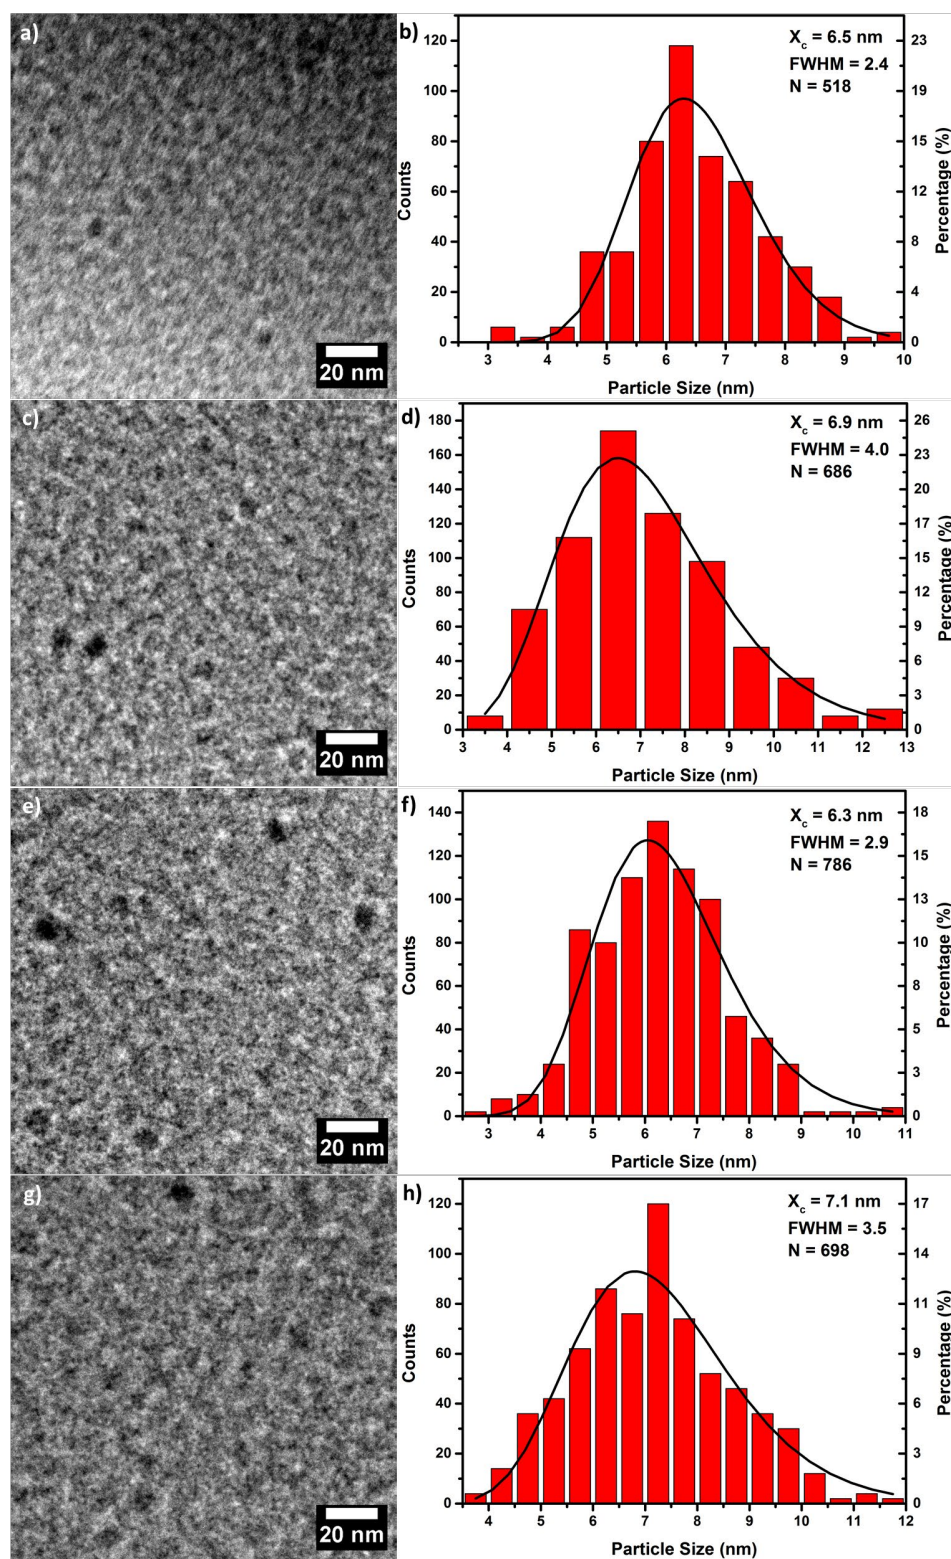 a)
20 nm
b)
X_c = 6.5 nm
FWHM = 2.4
N = 518
Counts
120
100
80
60
40
20
0
Percentage (%)
23
19
15
12
8
4
0
3 4 5 6 7 8 9 10
Particle Size (nm)
c)
20 nm
d)
X_c = 6.9 nm
FWHM = 4.0
N = 686
Counts
180
160
140
120
100
80
60
40
20
0
Percentage (%)
26
23
20
17
15
12
9
6
3
0
3 4 5 6 7 8 9 10 11 12 13
Particle Size (nm)
e)
20 nm
f)
X_c = 6.3 nm
FWHM = 2.9
N = 786
Counts
140
120
100
80
60
40
20
0
Percentage (%)
18
15
13
10
8
5
3
0
3 4 5 6 7 8 9 10 11
Particle Size (nm)
g)
20 nm
h)
X_c = 7.1 nm
FWHM = 3.5
N = 698
Counts
120
100
80
60
40
20
0
Percentage (%)
17
14
11
9
6
3
0
4 5 6 7 8 9 10 11 12
Particle Size (nm)